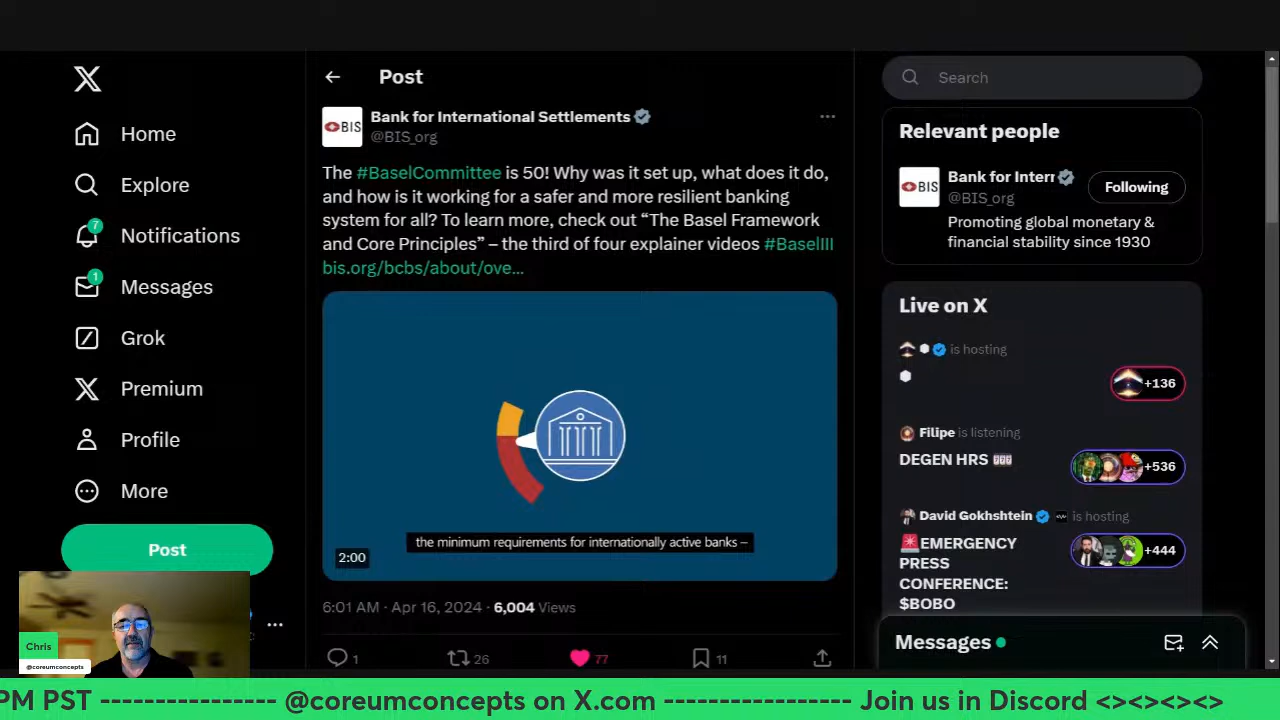 Home
Explore
7
Notifications
1
Messages
Grok
Premium
Profile
More
Post
Post
BIS
Bank for International Settlements
@BIS_org
The #BaselCommittee is 50! Why was it set up, what does it do,
and how is it working for a safer and more resilient banking
system for all? To learn more, check out “The Basel Framework
and Core Principles” – the third of four explainer videos #BaselIII
bis.org/bcbs/about/ove...
the minimum requirements for internationally active banks –
2:00
6:01 AM · Apr 16, 2024 · 6,004 Views
1
26
77
11
Search
Relevant people
BIS
Bank for Interr
@BIS_org
Following
Promoting global monetary &
financial stability since 1930
Live on X
is hosting
+136
Filipe is listening
DEGEN HRS
+536
David Gokhshtein is hosting
🚨EMERGENCY
PRESS
CONFERENCE:
$BOBO
+444
Messages
Chris
@coreumconcepts
PM PST ---------------- @coreumconcepts on X.com ---------------- Join us in Discord <><><><>